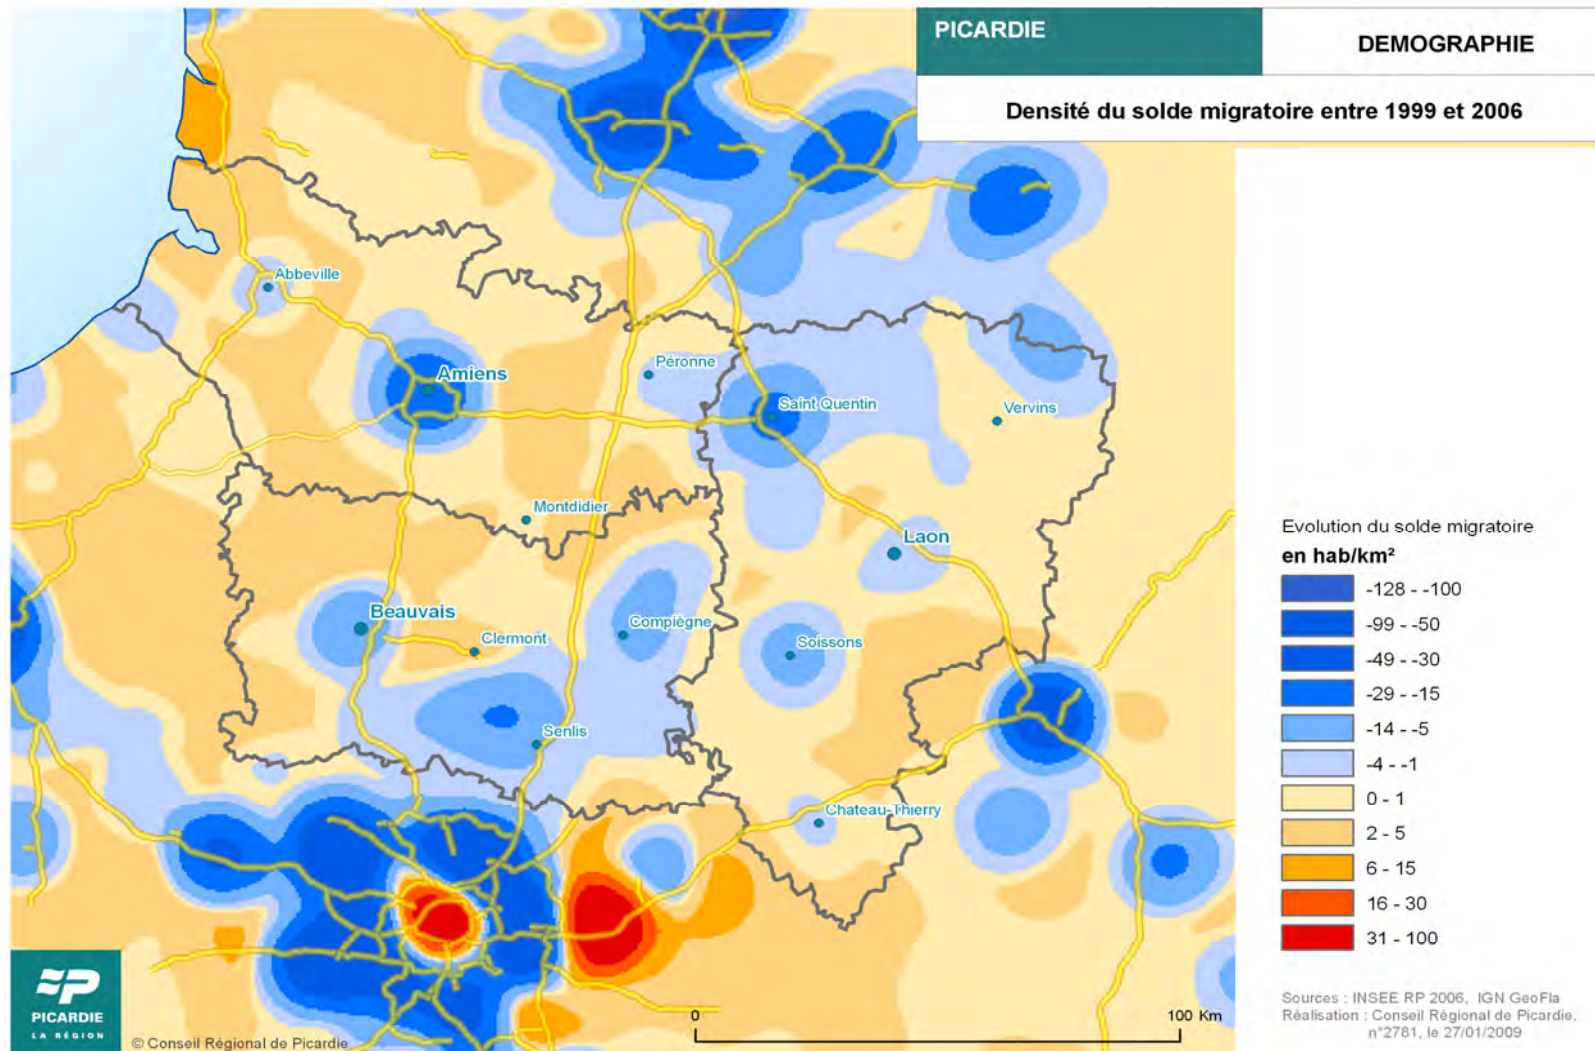 PICARDIE
DEMOGRAPHIE
Densité du solde migratoire entre 1999 et 2006
Abbeville
Amiens
Péronne
Saint Quentin
Vervins
Montdidier
Laon
Beauvais
Clermont
Compiègne
Soissons
Senlis
Chateau-Thierry
Evolution du solde migratoire
en hab/km²
-128 - -100
-99 - -50
-49 - -30
-29 - -15
-14 - -5
-4 - -1
0 - 1
2 - 5
6 - 15
16 - 30
31 - 100
Sources : INSEE RP 2006, IGN GeoFla
Réalisation : Conseil Régional de Picardie,
n°2781, le 27/01/2009
0 100 Km
PICARDIE
LA RÉGION
© Conseil Régional de Picardie